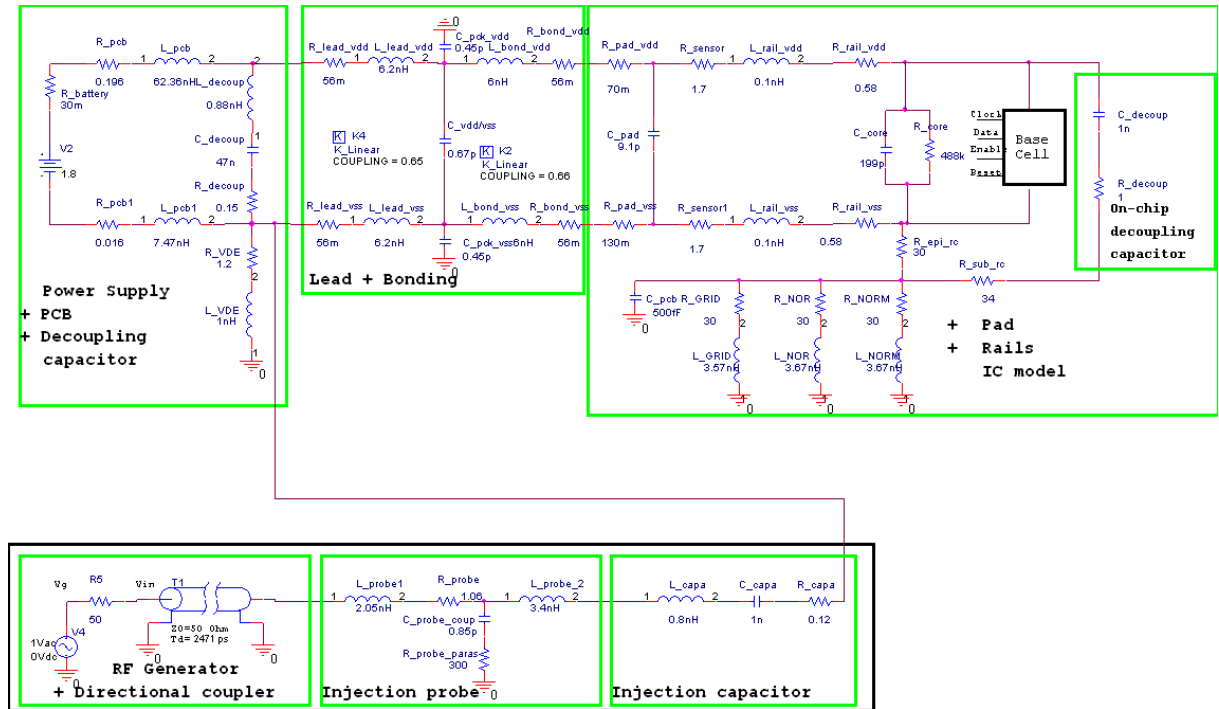 0
R_pcb
L_pcb
1
2
2
0.196
62.36nH
L_decoup
0.88nH
R_battery
30m
1
C_decoup
47n
V2
1.8
R_decoup
0.15
R_pcb1
L_pcb1
1
2
0.016
7.47nH
R_VDE
1.2
2
L_VDE
1nH
1
0
Power Supply
+ PCB
+ Decoupling
capacitor
R_lead_vdd
L_lead_vdd
1
2
56m
6.2nH
C_pck_vdd
0.45p
R_bond_vdd
L_bond_vdd
1
2
6nH
56m
K K4
K_Linear
COUPLING = 0.65
C_vdd/vss
0.67p
K K2
K_Linear
COUPLING = 0.66
R_lead_vss
L_lead_vss
1
2
56m
6.2nH
L_bond_vss
R_bond_vss
1
2
C_pck_vss
6nH
56m
0.45p
0
Lead + Bonding
R_pad_vdd
70m
R_sensor
1.7
L_rail_vdd
1
2
0.1nH
R_rail_vdd
0.58
C_pad
9.1p
C_core
199p
R_core
488k
Clock
Data
Enable
Reset
Base
Cell
C_decoup
1n
R_decoup
1
On-chip
decoupling
capacitor
R_pad_vss
130m
R_sensor1
1.7
L_rail_vss
1
2
0.1nH
R_rail_vss
0.58
R_epi_rc
30
R_sub_rc
34
C_pcb
500fF
0
R_GRID
30
2
R_NOR
30
2
R_NORM
30
2
L_GRID
3.57nH
1
0
L_NOR
3.67nH
1
0
L_NORM
3.67nH
1
0
+ Pad
+ Rails
IC model
Vg
R5
50
Vin
T1
V4
1Vac
0Vdc
0
0
0
Z0=50 Ohm
Td= 2471 ps
RF Generator
+ Directional coupler
L_probe1
1
2
2.05nH
R_probe
1.06
L_probe_2
1
2
3.4nH
C_probe_coup
0.85p
R_probe_paras
300
0
Injection probe
L_capa
1
2
0.8nH
C_capa
1n
R_capa
0.12
Injection capacitor